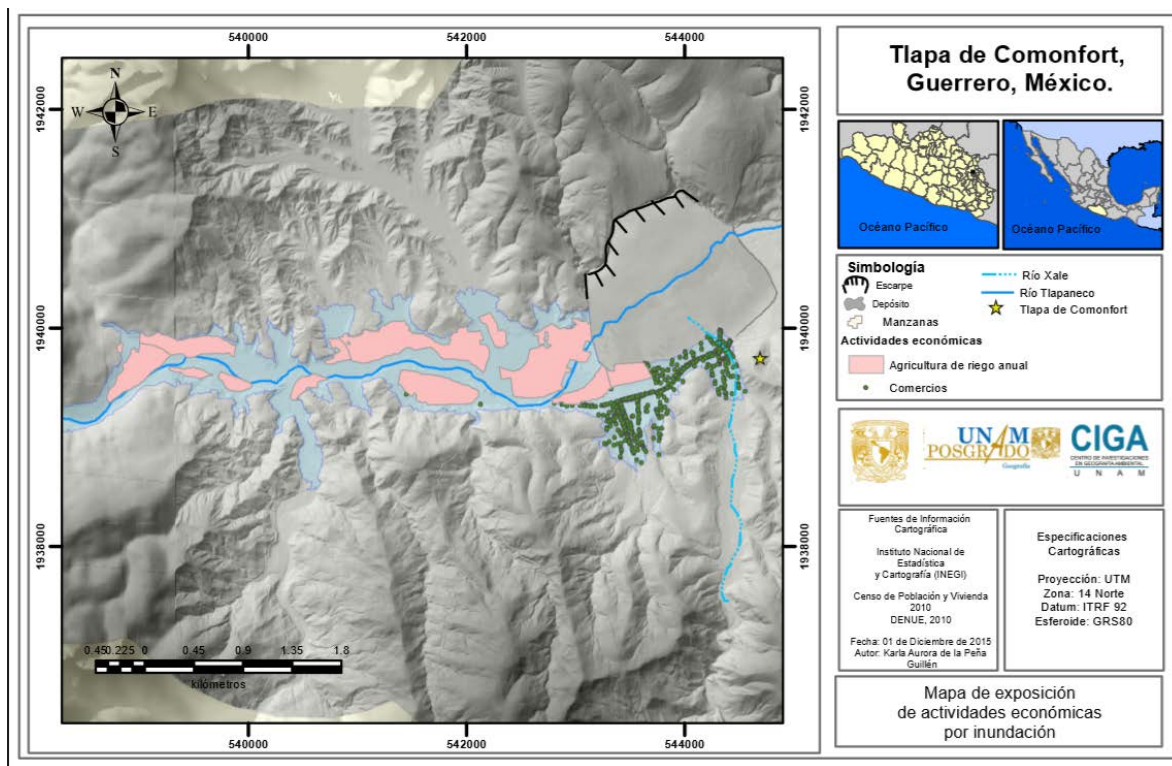 540000
542000
544000
1942000
1942000
N
W
E
S
1940000
1940000
1938000
1938000
0.45 0.225 0 0.45 0.9 1.35 1.8
kilómetros
540000
542000
544000
Tlapa de Comonfort,
Guerrero, México.
Océano Pacífico
Océano Pacífico
Simbología
Escarpe
Depósito
Manzanas
Río Xale
Río Tlapaneco
Tlapa de Comonfort
Actividades económicas
Agricultura de riego anual
Comercios
UNAM
POSGRADO
Geografía
CIGA
CENTRO DE INVESTIGACIONES
EN GEOGRAFÍA AMBIENTAL
U N A M
Fuentes de Información
Cartográfica
Instituto Nacional de
Estadística
y Cartografía (INEGI)
Censo de Población y Vivienda
2010
DENUE, 2010
Fecha: 01 de Diciembre de 2015
Autor: Karla Aurora de la Peña
Guillén
Especificaciones
Cartográficas
Proyección: UTM
Zona: 14 Norte
Datum: ITRF 92
Esferoide: GRS80
Mapa de exposición
de actividades económicas
por inundación